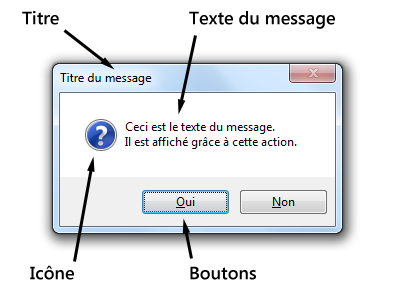 Titre
Texte du message
Titre du message
Ceci est le texte du message.
Il est affiché grâce à cette action.
Oui
Non
Icône
Boutons